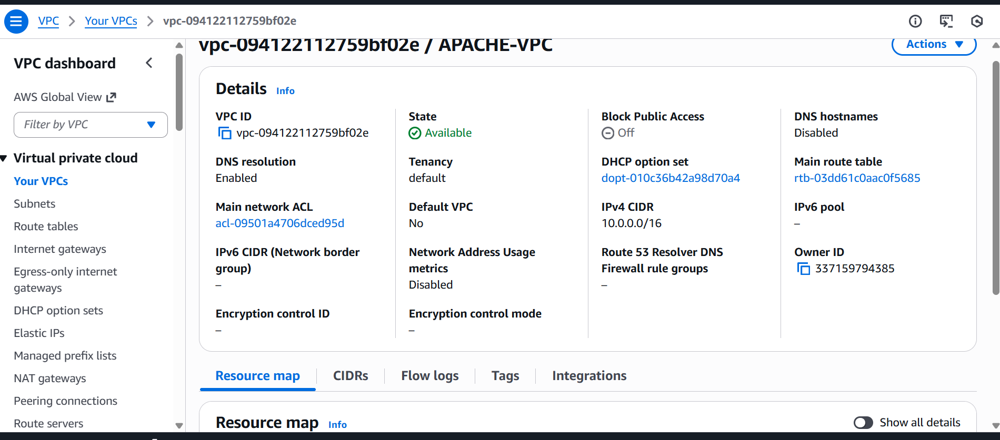 VPC > Your VPCs > vpc-094122112759bf02e
VPC dashboard
AWS Global View
Filter by VPC
Virtual private cloud
Your VPCs
Subnets
Route tables
Internet gateways
Egress-only internet
gateways
DHCP option sets
Elastic IPs
Managed prefix lists
NAT gateways
Peering connections
Route servers
vpc-094122112759bf02e / APACHE-VPC
Actions
Details Info
VPC ID
vpc-094122112759bf02e
State
Available
Block Public Access
Off
DNS hostnames
Disabled
DNS resolution
Enabled
Tenancy
default
DHCP option set
dopt-010c36b42a98d70a4
Main route table
rtb-03dd61c0aac0f5685
Main network ACL
acl-09501a4706dced95d
Default VPC
No
IPv4 CIDR
10.0.0.0/16
IPv6 pool
–
IPv6 CIDR (Network border
group)
–
Network Address Usage
metrics
Disabled
Route 53 Resolver DNS
Firewall rule groups
–
Owner ID
337159794385
Encryption control ID
–
Encryption control mode
–
Resource map
CIDRs
Flow logs
Tags
Integrations
Resource map Info
Show all details